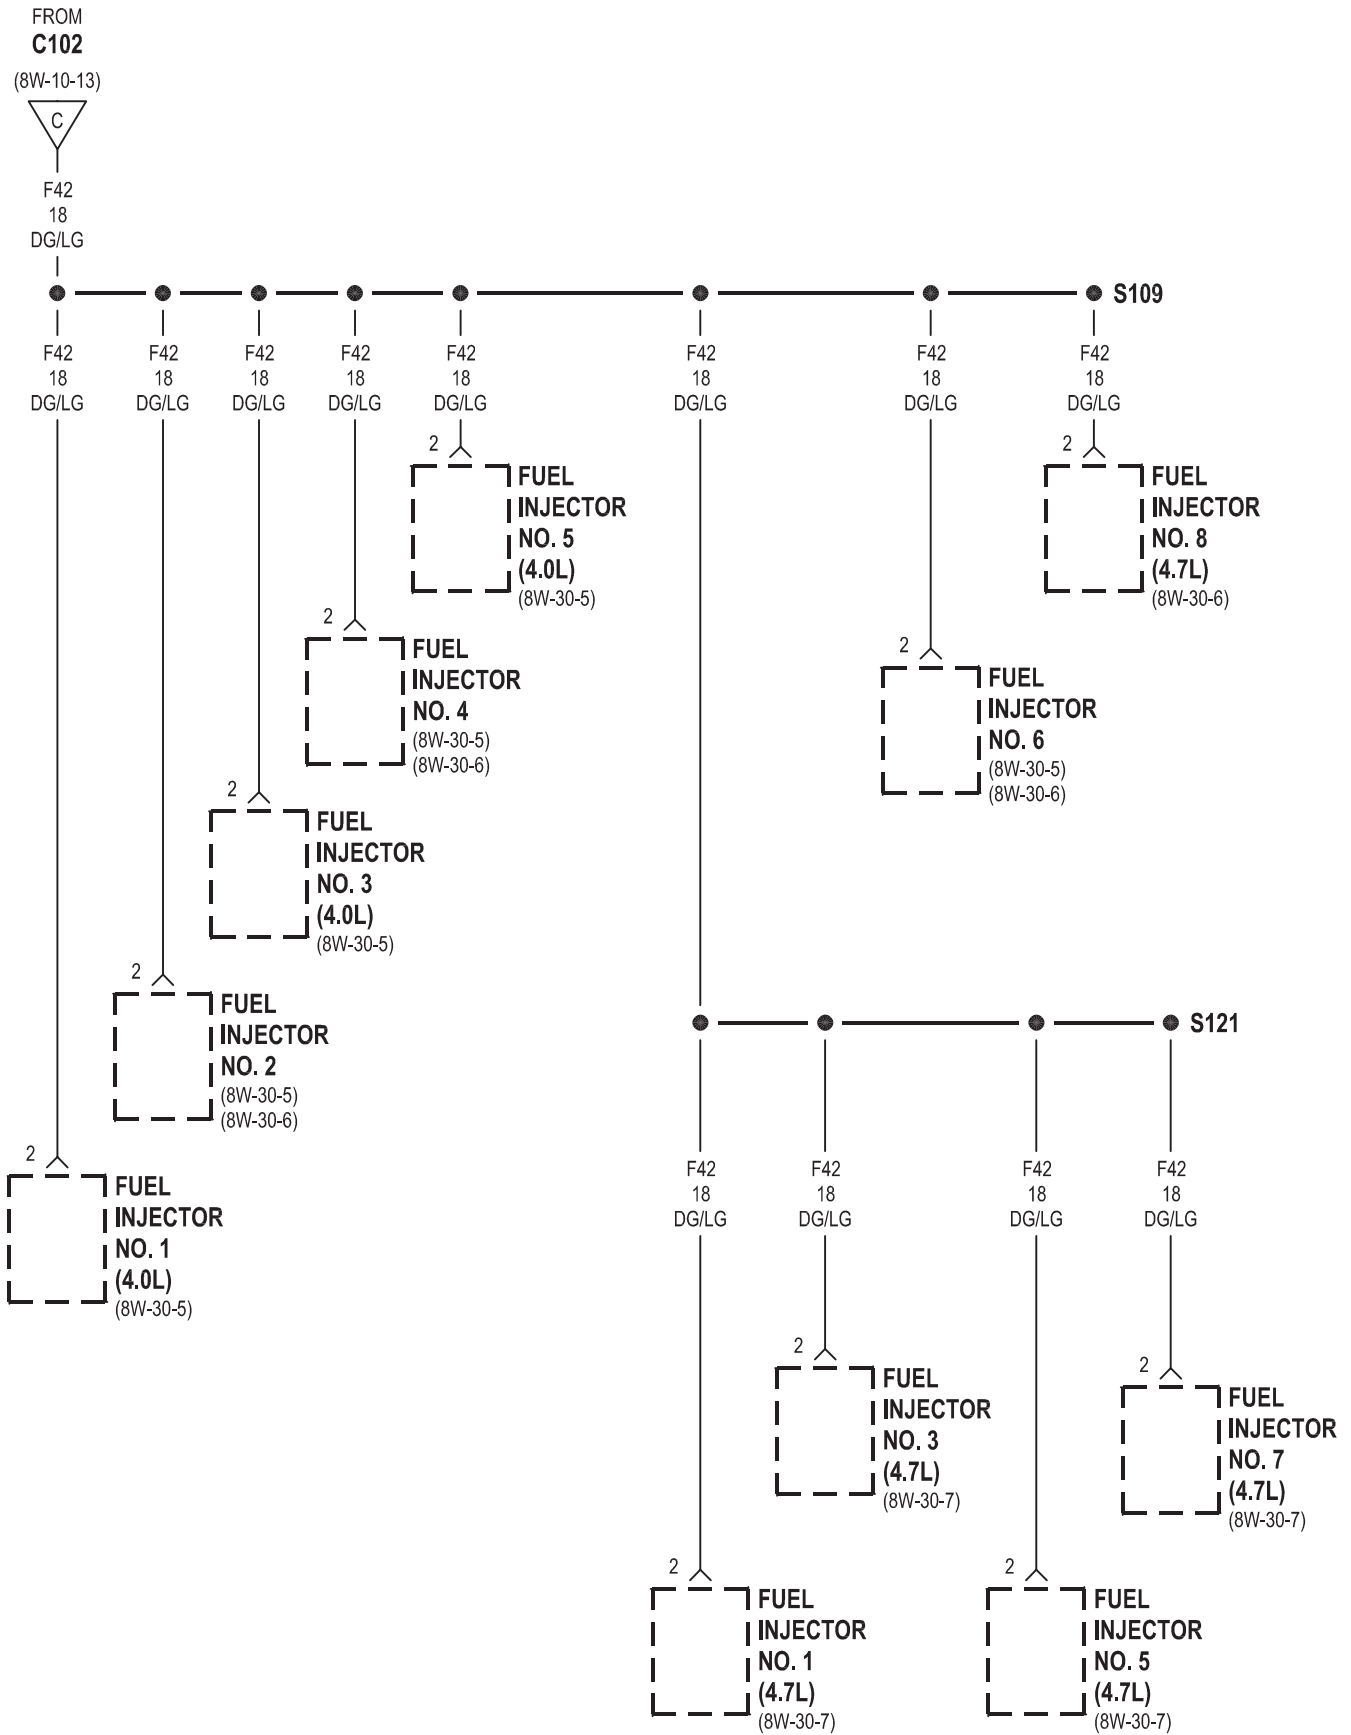 FROM
C102
(8W-10-13)
C
F42
18
DG/LG
S109
F42
18
DG/LG
F42
18
DG/LG
F42
18
DG/LG
F42
18
DG/LG
F42
18
DG/LG
F42
18
DG/LG
F42
18
DG/LG
F42
18
DG/LG
2
FUEL
INJECTOR
NO. 5
(4.0L)
(8W-30-5)
2
FUEL
INJECTOR
NO. 8
(4.7L)
(8W-30-6)
2
FUEL
INJECTOR
NO. 4
(8W-30-5)
(8W-30-6)
2
FUEL
INJECTOR
NO. 6
(8W-30-5)
(8W-30-6)
2
FUEL
INJECTOR
NO. 3
(4.0L)
(8W-30-5)
2
FUEL
INJECTOR
NO. 2
(8W-30-5)
(8W-30-6)
S121
2
FUEL
INJECTOR
NO. 1
(4.0L)
(8W-30-5)
F42
18
DG/LG
F42
18
DG/LG
F42
18
DG/LG
F42
18
DG/LG
2
FUEL
INJECTOR
NO. 3
(4.7L)
(8W-30-7)
2
FUEL
INJECTOR
NO. 7
(4.7L)
(8W-30-7)
2
FUEL
INJECTOR
NO. 1
(4.7L)
(8W-30-7)
2
FUEL
INJECTOR
NO. 5
(4.7L)
(8W-30-7)